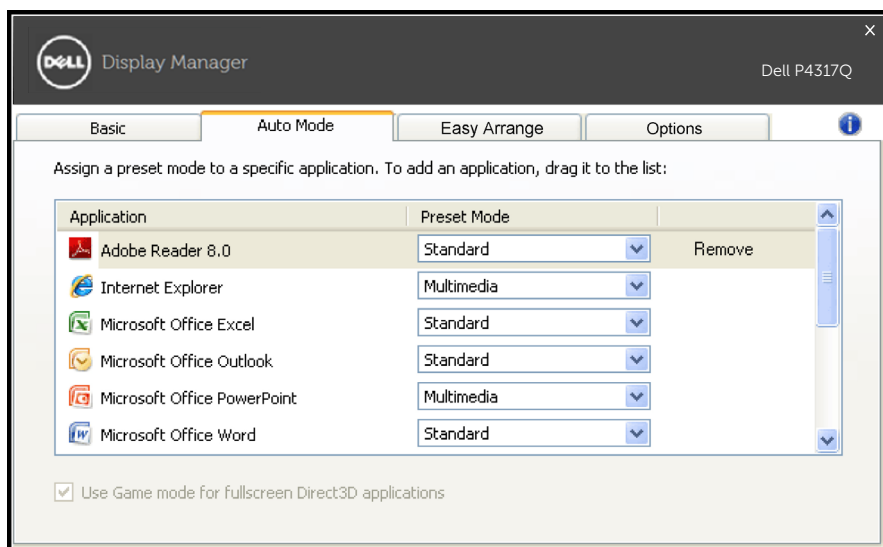 X
DELL Display Manager
Dell P4317Q
Basic Auto Mode Easy Arrange Options i
Assign a preset mode to a specific application. To add an application, drag it to the list:
Application Preset Mode
Adobe Reader 8.0 Standard Remove
Internet Explorer Multimedia
Microsoft Office Excel Standard
Microsoft Office Outlook Standard
Microsoft Office PowerPoint Multimedia
Microsoft Office Word Standard
Use Game mode for fullscreen Direct3D applications